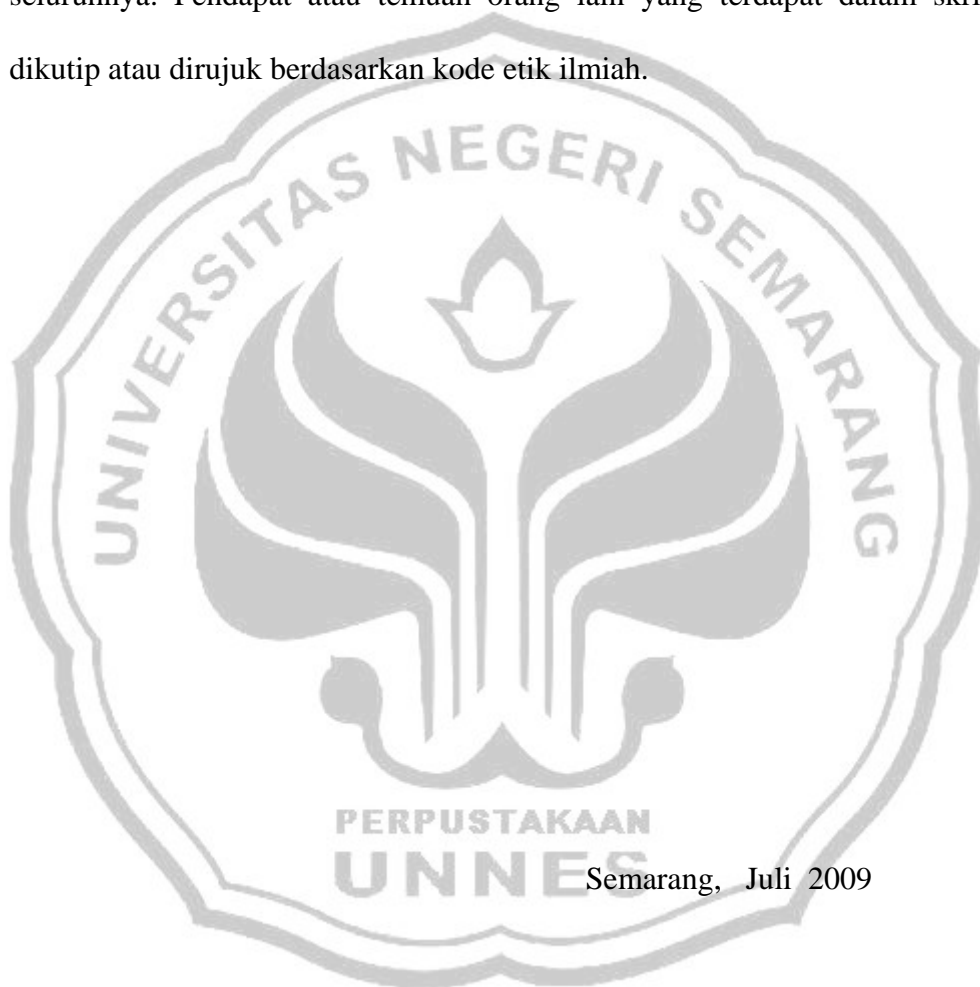 seluruhnya. Pendapat atau temuan orang lain yang terdapat dalam
dikutip atau dirujuk berdasarkan kode etik ilmiah.
UNIVERSITAS NEGERI SEMARANG
PERPUSTAKAAN
UNNES
Semarang, Juli 2009